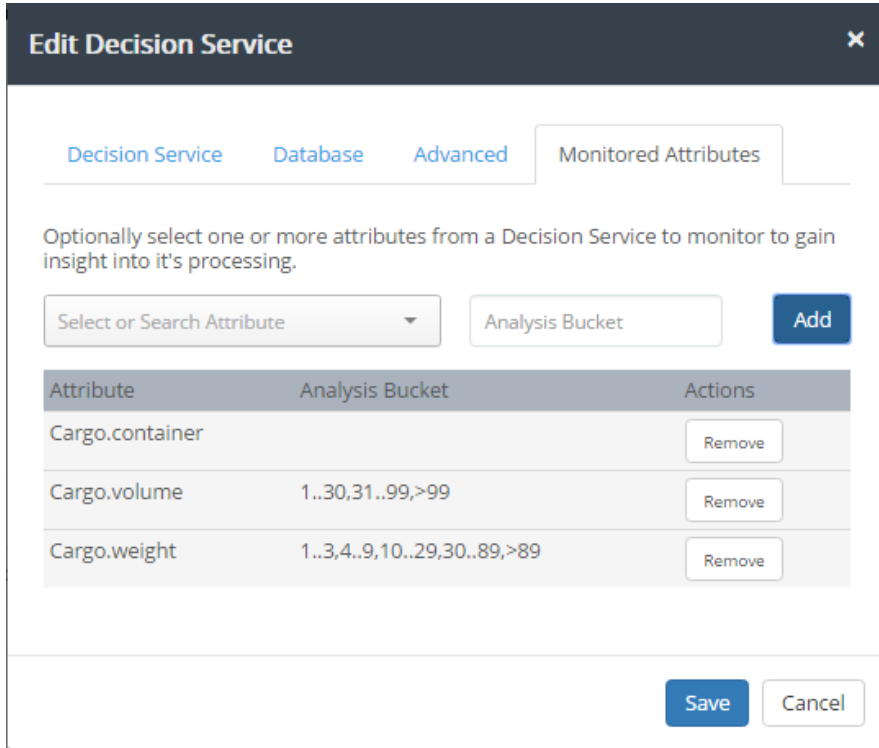 Edit Decision Service ×
Decision Service Database Advanced Monitored Attributes
Optionally select one or more attributes from a Decision Service to monitor to gain
insight into it's processing.
Select or Search Attribute Analysis Bucket Add
Attribute Analysis Bucket Actions
Cargo.container Remove
Cargo.volume 1..30,31..99,>99 Remove
Cargo.weight 1..3,4..9,10..29,30..89,>89 Remove
Save Cancel